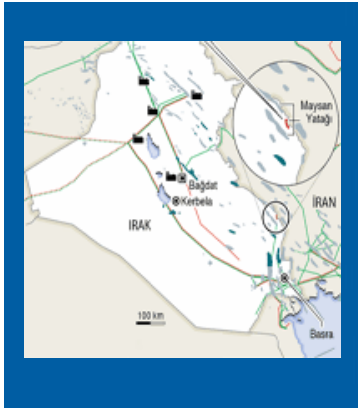 Maysan
Yatağı
Bağdat
Kerbela
İRAN
IRAK
100 km
Basra